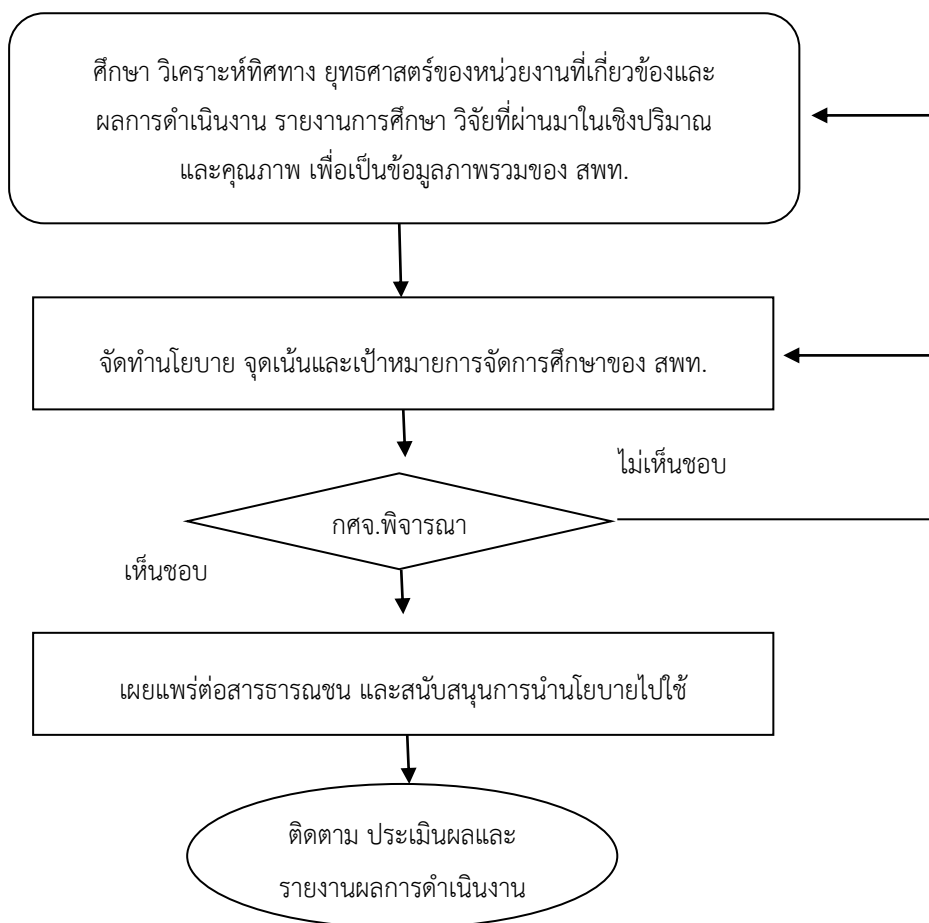 ศึกษา วิเคราะห์ทิศทาง ยุทธศาสตร์ของหน่วยงานที่เกี่ยวข้องและ
ผลการดำเนินงาน รายงานการศึกษา วิจัยที่ผ่านมาในเชิงปริมาณ
และคุณภาพ เพื่อเป็นข้อมูลภาพรวมของ สพท.
จัดทำนโยบาย จุดเน้นและเป้าหมายการจัดการศึกษาของ สพท.
ไม่เห็นชอบ
กศจ.พิจารณา
เห็นชอบ
เผยแพร่ต่อสารธารณชน และสนับสนุนการนำนโยบายไปใช้
ติดตาม ประเมินผลและ
รายงานผลการดำเนินงาน